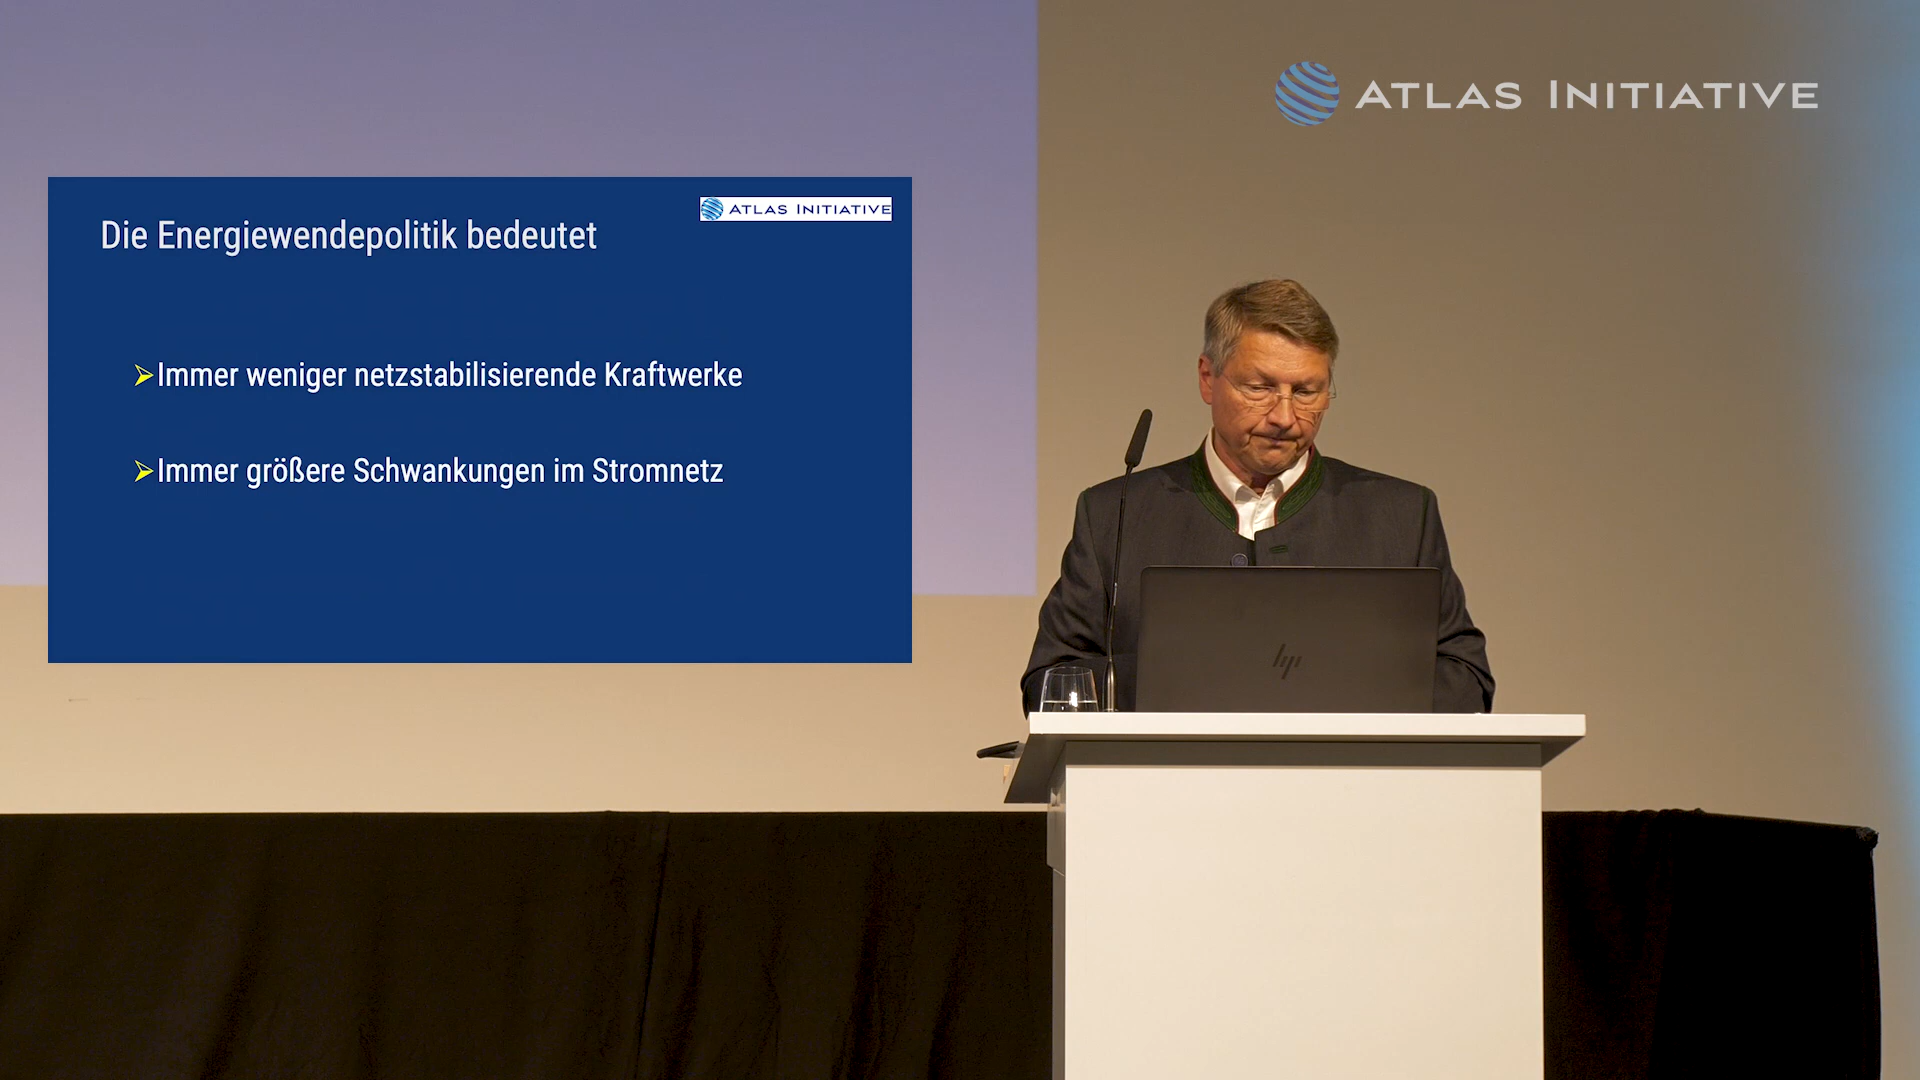 ATLAS INITIATIVE
ATLAS INITIATIVE
Die Energiewendepolitik bedeutet
Immer weniger netzstabilisierende Kraftwerke
Immer größere Schwankungen im Stromnetz